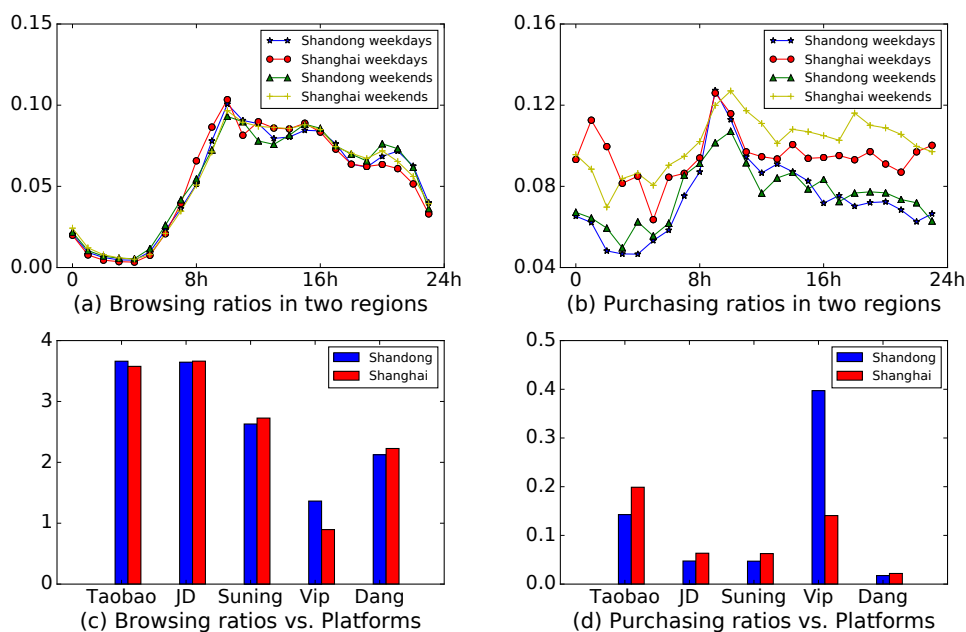 0.15
0.10
0.05
0.00
0
8h
16h
24h
Shandong weekdays
Shanghai weekdays
Shandong weekends
Shanghai weekends
(a) Browsing ratios in two regions
0.16
0.12
0.08
0.04
0
8h
16h
24h
Shandong weekdays
Shanghai weekdays
Shandong weekends
Shanghai weekends
(b) Purchasing ratios in two regions
4
3
2
1
0
Taobao JD Suning Vip Dang
Shandong
Shanghai
(c) Browsing ratios vs. Platforms
0.5
0.4
0.3
0.2
0.1
0.0
Taobao JD Suning Vip Dang
Shandong
Shanghai
(d) Purchasing ratios vs. Platforms